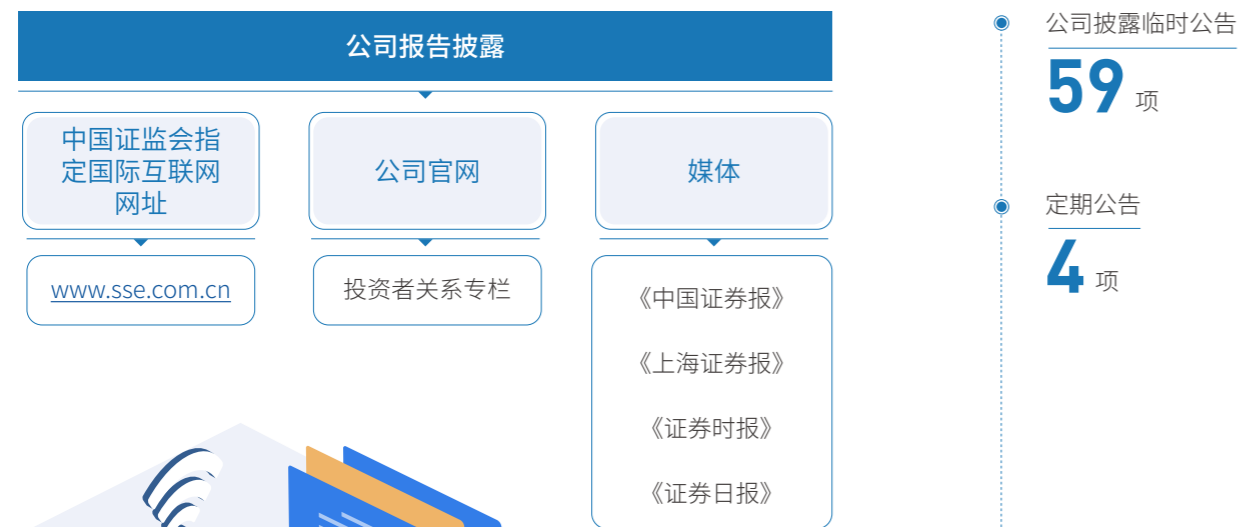 公司报告披露
中国证监会指
定国际互联网
网址
www.sse.com.cn
公司官网
投资者关系专栏
媒体
《中国证券报》
《上海证券报》
《证券时报》
《证券日报》
公司披露临时公告
59 项
定期公告
4 项